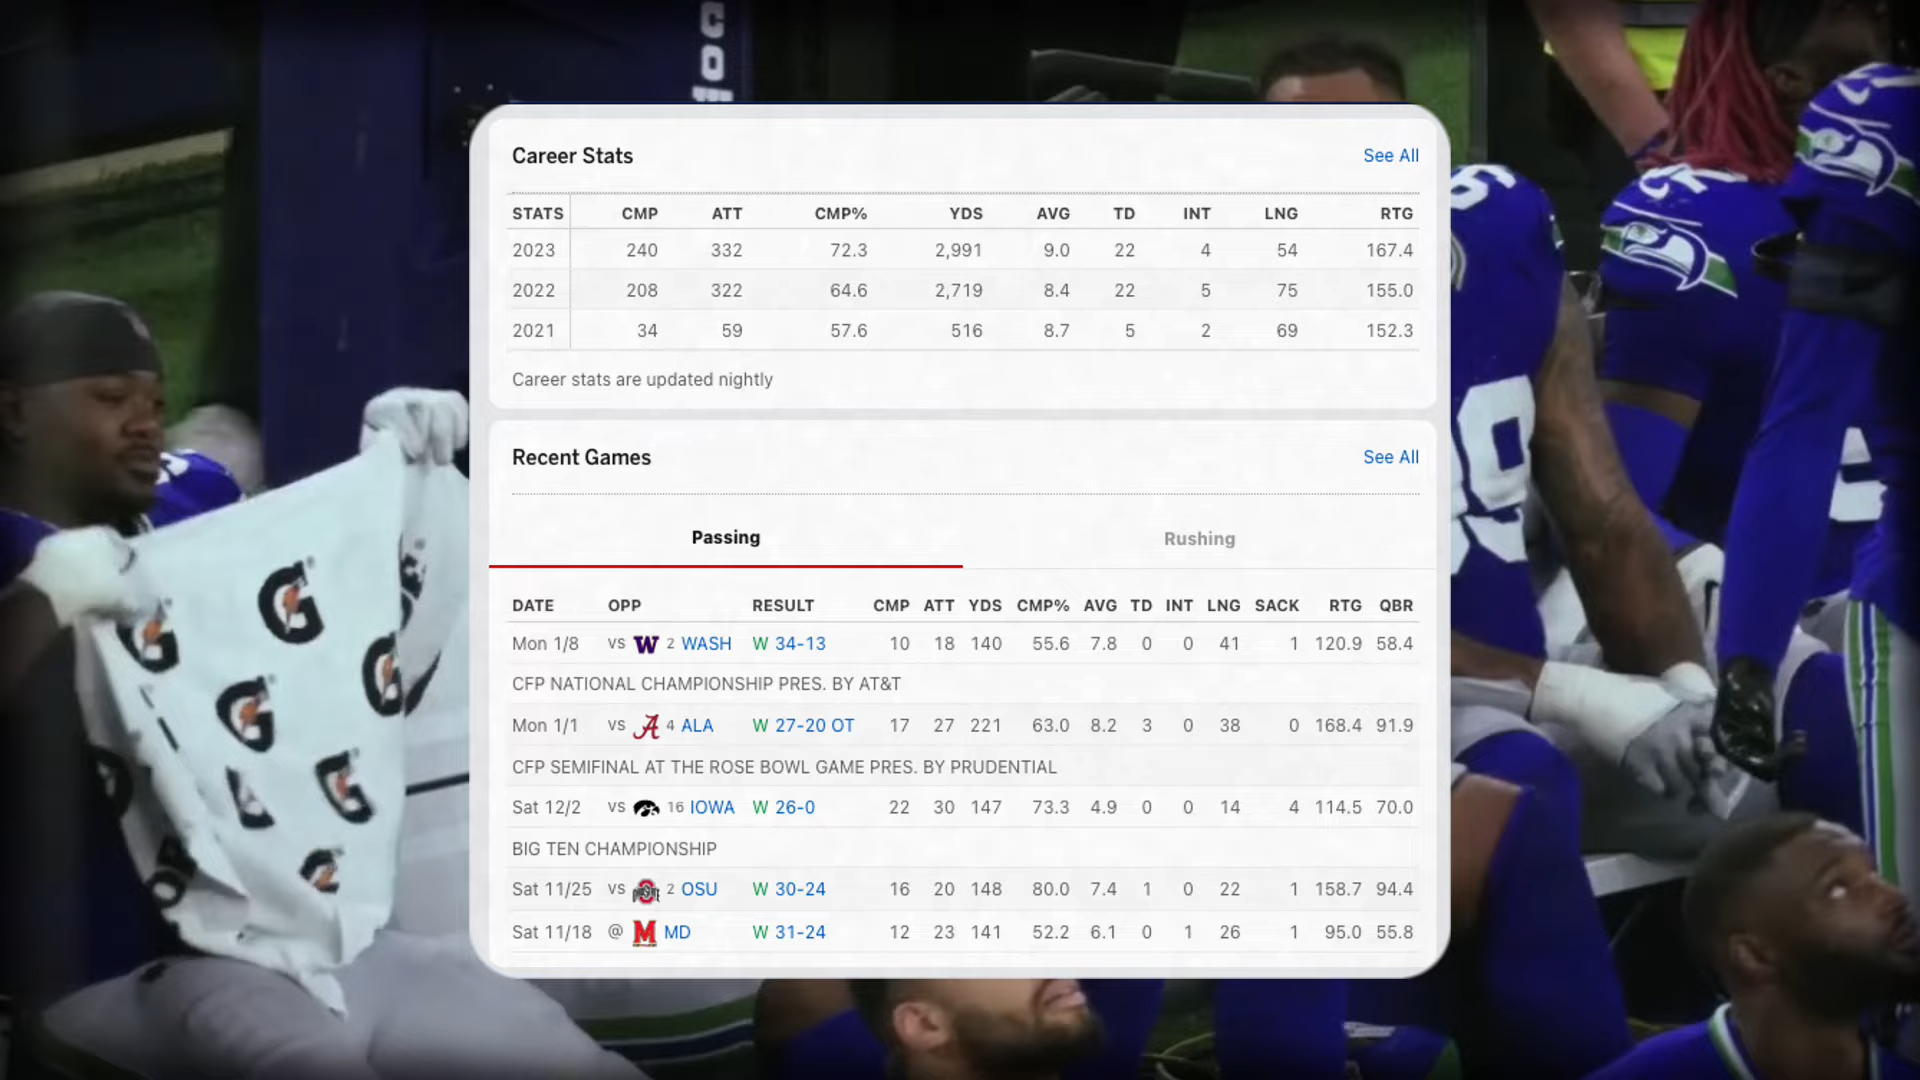 Career Stats See All
STATS CMP ATT CMP% YDS AVG TD INT LNG RTG
2023 240 332 72.3 2,991 9.0 22 4 54 167.4
2022 208 322 64.6 2,719 8.4 22 5 75 155.0
2021 34 59 57.6 516 8.7 5 2 69 152.3
Career stats are updated nightly
Recent Games See All
Passing Rushing
DATE OPP RESULT CMP ATT YDS CMP% AVG TD INT LNG SACK RTG QBR
Mon 1/8 vs W 2 WASH W 34-13 10 18 140 55.6 7.8 0 0 41 1 120.9 58.4
CFP NATIONAL CHAMPIONSHIP PRES. BY AT&T
Mon 1/1 vs A 4 ALA W 27-20 OT 17 27 221 63.0 8.2 3 0 38 0 168.4 91.9
CFP SEMIFINAL AT THE ROSE BOWL GAME PRES. BY PRUDENTIAL
Sat 12/2 vs 16 IOWA W 26-0 22 30 147 73.3 4.9 0 0 14 4 114.5 70.0
BIG TEN CHAMPIONSHIP
Sat 11/25 vs 2 OSU W 30-24 16 20 148 80.0 7.4 1 0 22 1 158.7 94.4
Sat 11/18 @ M MD W 31-24 12 23 141 52.2 6.1 0 1 26 1 95.0 55.8
G
G
G
G
G